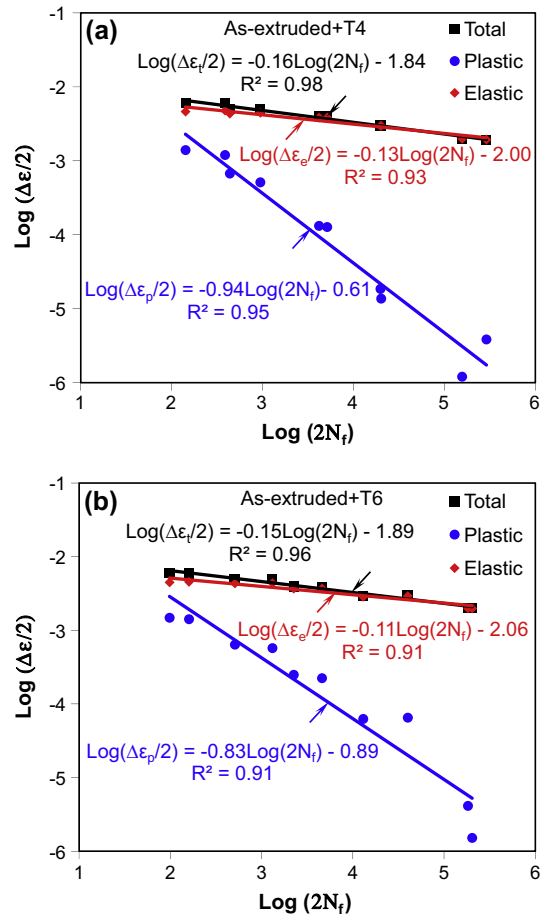 (a)
As-extruded+T4
Total
Plastic
Elastic
Log(Δεt/2) = -0.16Log(2Nf) - 1.84
R² = 0.98
Log(Δεe/2) = -0.13Log(2Nf) - 2.00
R² = 0.93
Log(Δεp/2) = -0.94Log(2Nf)- 0.61
R² = 0.95
-1
-2
-3
-4
-5
-6
Log (Δε/2)
1 2 3 4 5 6
Log (2Nf)
(b)
As-extruded+T6
Total
Plastic
Elastic
Log(Δεt/2) = -0.15Log(2Nf) - 1.89
R² = 0.96
Log(Δεe/2) = -0.11Log(2Nf) - 2.06
R² = 0.91
Log(Δεp/2) = -0.83Log(2Nf) - 0.89
R² = 0.91
-1
-2
-3
-4
-5
-6
Log (Δε/2)
1 2 3 4 5 6
Log (2Nf)